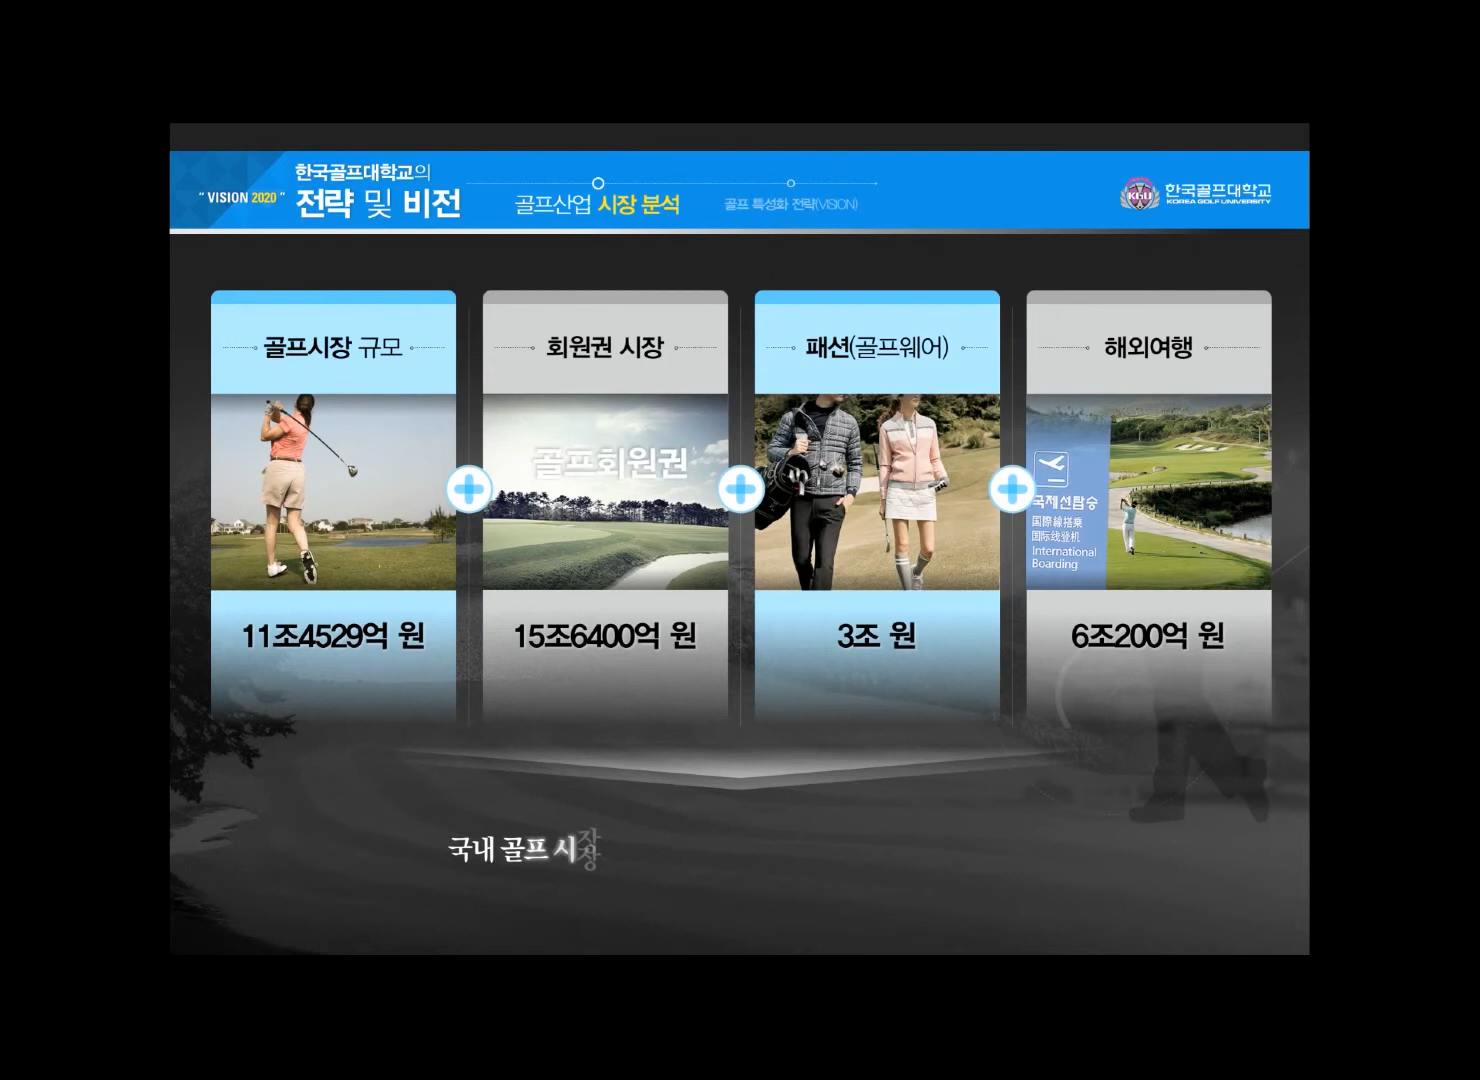 “ VISION 2020 ”
한국골프대학교의
전략 및 비전
골프산업 시장 분석
골프 특성화 전략(VISION)
KGU
한국골프대학교
KOREA GOLF UNIVERSITY
골프시장 규모
회원권 시장
패션(골프웨어)
해외여행
골프회원권
국제선탑승
国際線搭乗
国际线登机
International
Boarding
11조4529억 원
15조6400억 원
3조 원
6조200억 원
국내 골프 시장